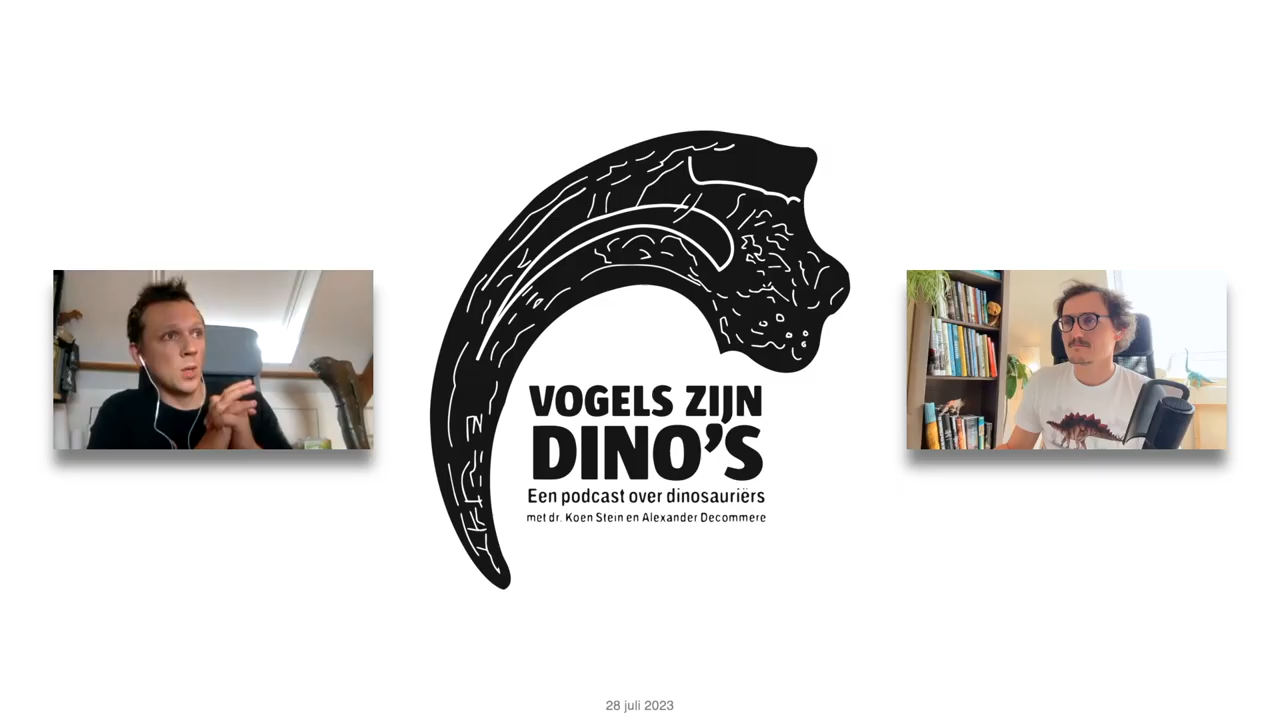 VOGELS ZIJN
DINO'S
Een podcast over dinosauriërs
met dr. Koen Stein en Alexander Decommere
28 juli 2023